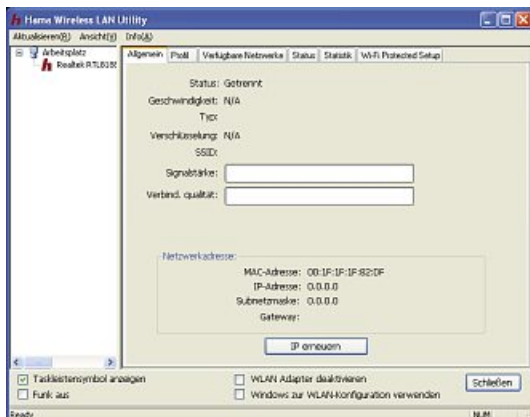 Hama Wireless LAN Utility
Aktualisieren(R) Ansicht(V) Info(A)
Arbeitsplatz
Realtek RTL8188
Allgemein Profil Verfügbare Netzwerke Status Statistik Wi-Fi Protected Setup
Status: Getrennt
Geschwindigkeit: N/A
Typ:
Verschlüsselung: N/A
SSID:
Signalstärke:
Verbind. qualität:
Netzwerkadresse:
MAC-Adresse: 00:1F:1F:1F:82:DF
IP-Adresse: 0.0.0.0
Subnetzmaske: 0.0.0.0
Gateway:
IP erneuern
Taskleistensymbol anzeigen
WLAN Adapter deaktivieren
Funk aus
Windows zur WLAN-Konfiguration verwenden
Schließen
Ready
NUM